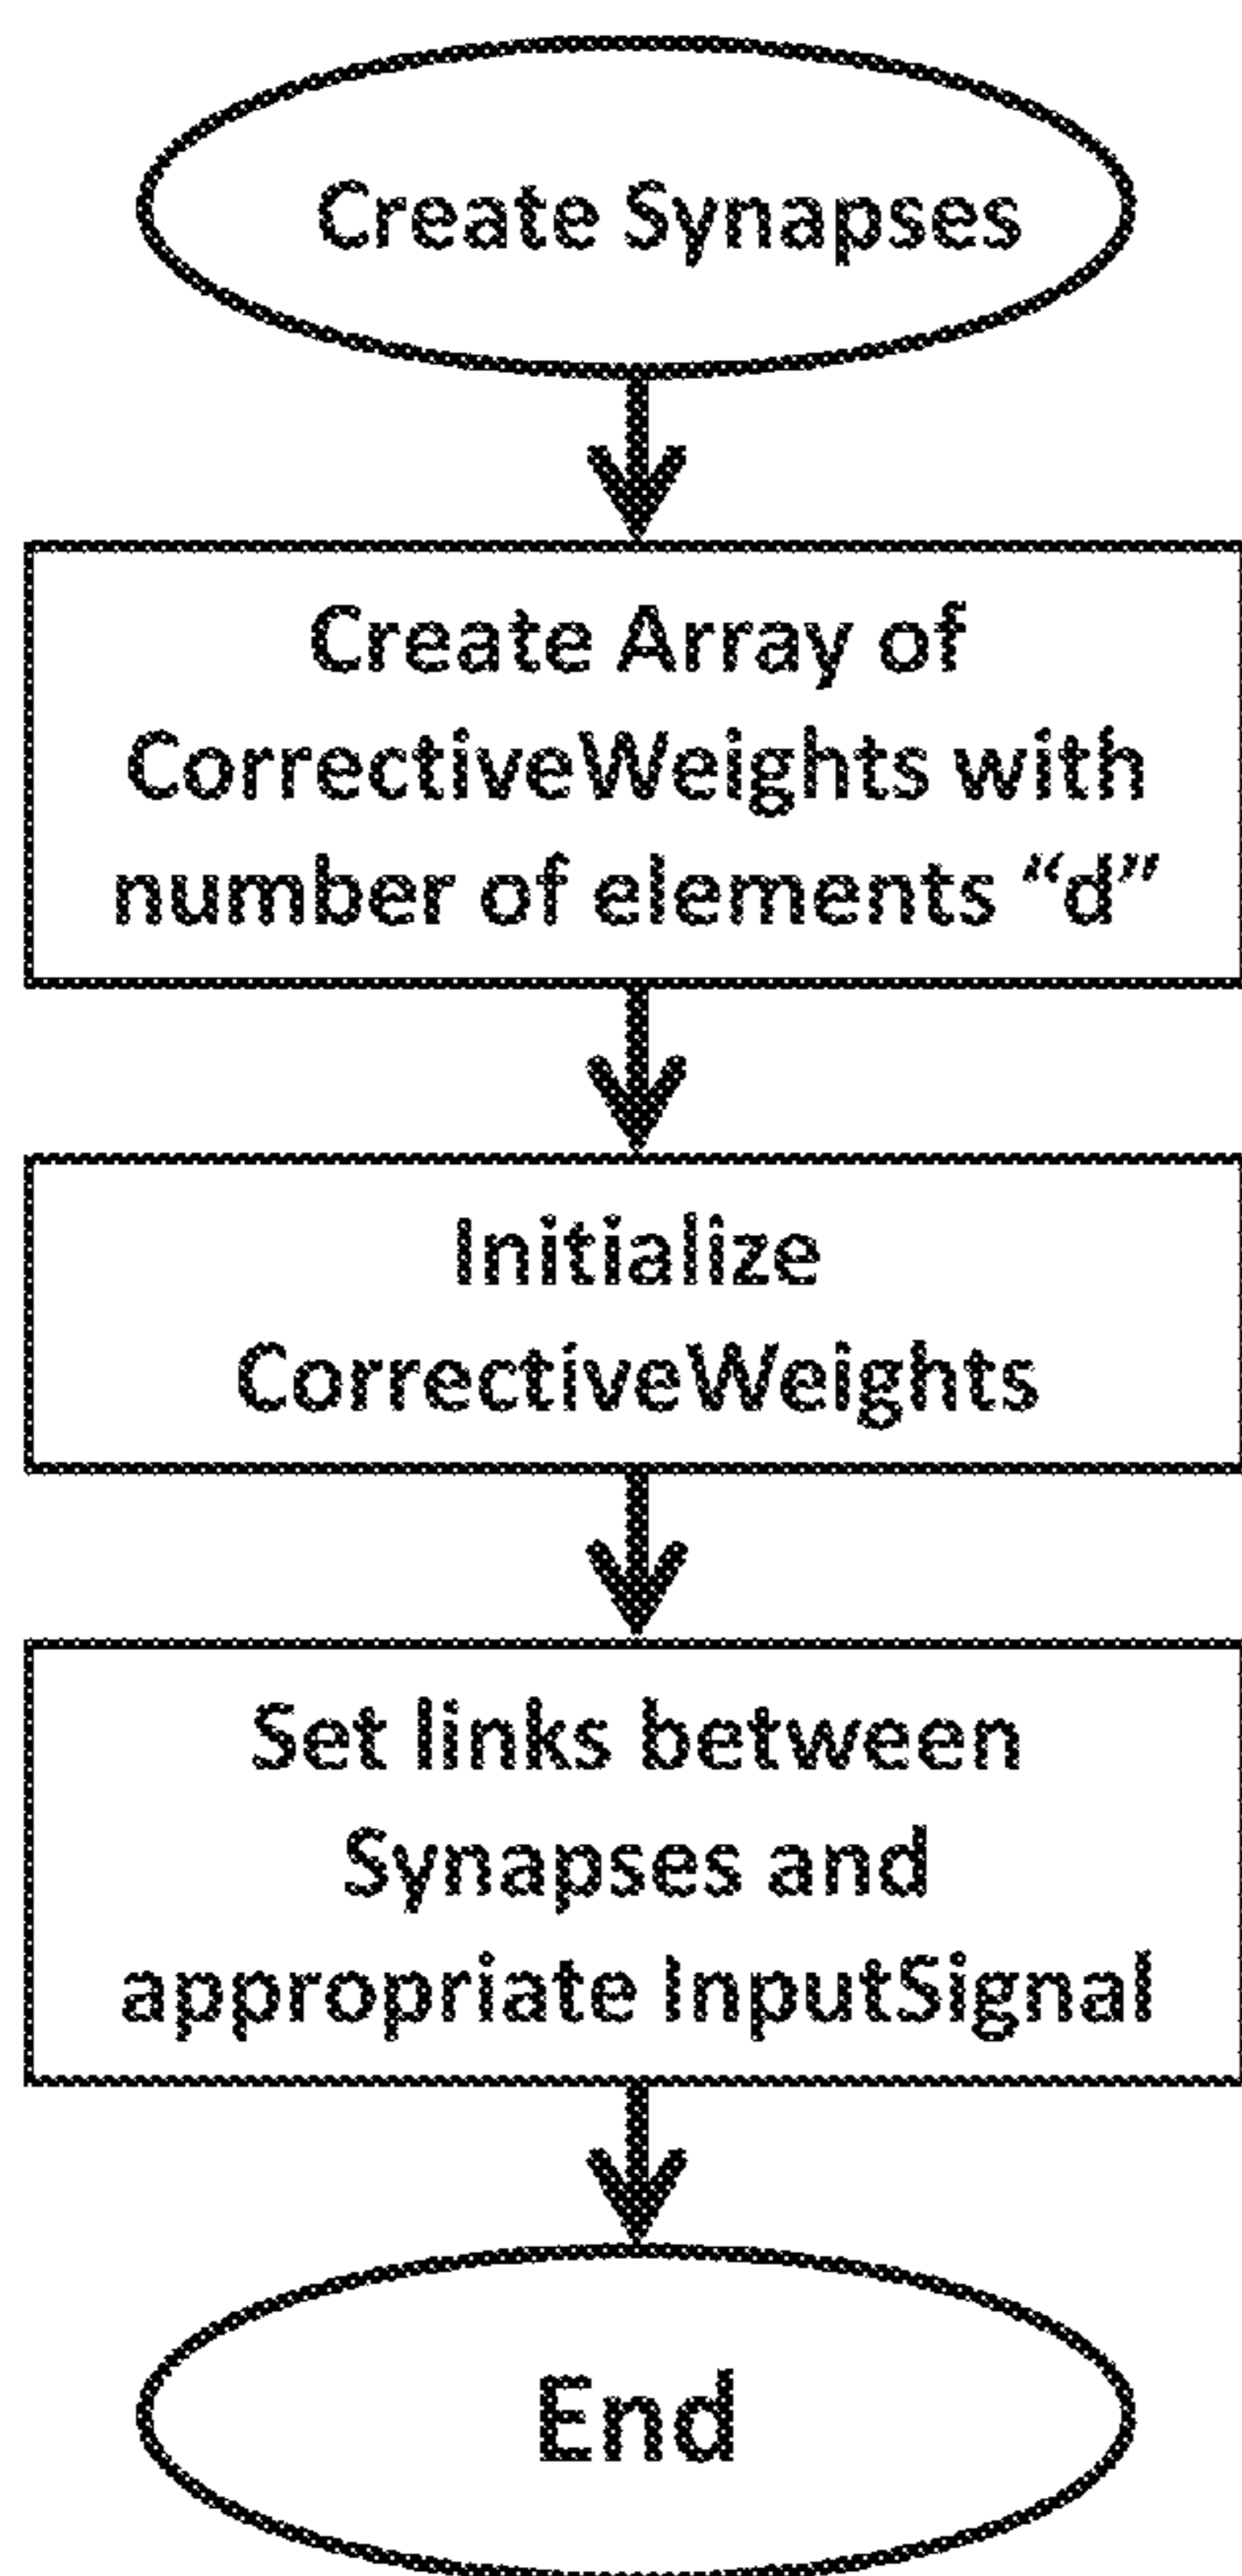 Create Synapses
Create Array of
CorrectiveWeights with
number of elements “d”
Initialize
CorrectiveWeights
Set links between
Synapses and
appropriate InputSignal
End